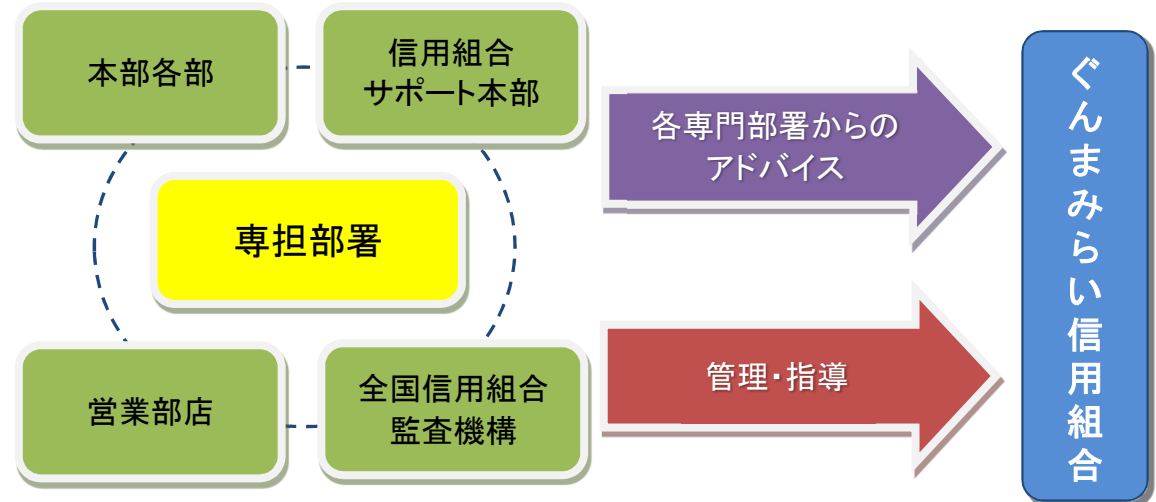 本部各部
信用組合
サポート本部
専担部署
営業部店
全国信用組合
監査機構
各専門部署からの
アドバイス
管理・指導
ぐんまみらい信用組合